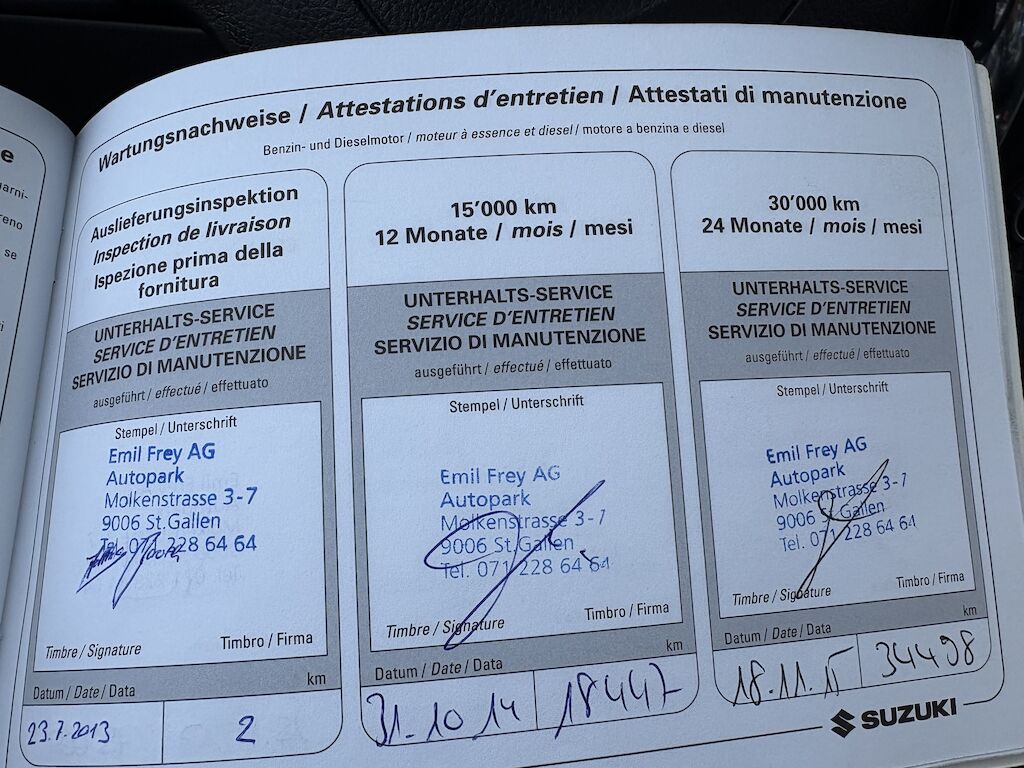 e
arni-
reno
se
Wartungsnachweise / Attestations d'entretien / Attestati di manutenzione
Benzin- und Dieselmotor / moteur à essence et diesel / motore a benzina e diesel
Auslieferungsinspektion
Inspection de livraison
Ispezione prima della
fornitura
UNTERHALTS-SERVICE
SERVICE D'ENTRETIEN
SERVIZIO DI MANUTENZIONE
ausgeführt / effectué / effettuato
Stempel / Unterschrift
Emil Frey AG
Autopark
Molkenstrasse 3-7
9006 St.Gallen
Tel. 071 228 64 64
Timbre / Signature
Timbro / Firma
Datum / Date / Data
km
23.7.2013
2
15'000 km
12 Monate / mois / mesi
UNTERHALTS-SERVICE
SERVICE D'ENTRETIEN
SERVIZIO DI MANUTENZIONE
ausgeführt / effectué / effettuato
Stempel / Unterschrift
Emil Frey AG
Autopark
Molkenstrasse 3-7
9006 St.Gallen
Tel. 071 228 64 64
Timbre / Signature
Timbro / Firma
Datum / Date / Data
km
31.10 14
18447
30'000 km
24 Monate / mois / mesi
UNTERHALTS-SERVICE
SERVICE D'ENTRETIEN
SERVIZIO DI MANUTENZIONE
ausgeführt / effectué / effettuato
Stempel / Unterschrift
Emil Frey AG
Autopark
Molkenstrasse 3-7
9006 St.Gallen
Tel. 071 228 64 64
Timbre / Signature
Timbro / Firma
Datum / Date / Data
km
18.11.15
34498
SUZUKI